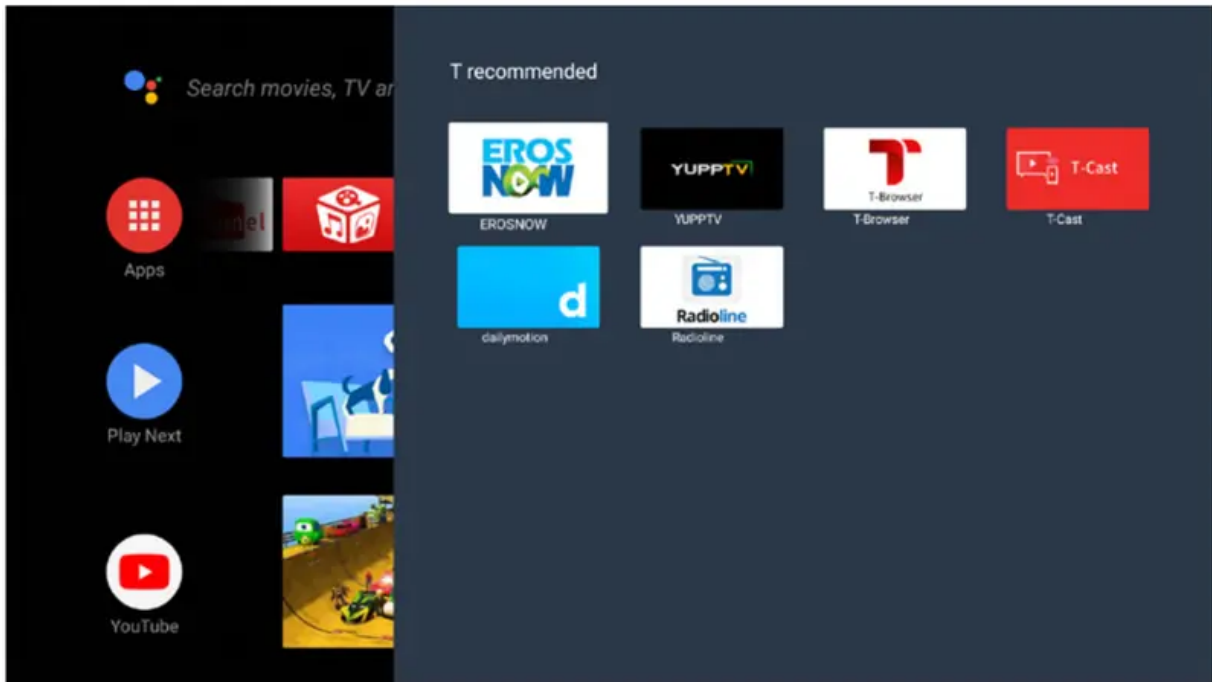 Search movies, TV ar
Apps
Play Next
YouTube
T recommended
EROS
NOW
EROSNOW
YUPPTV
YUPPTV
T-Browser
T-Browser
T-Cast
T-Cast
d
dailymotion
Radioline
Radioline